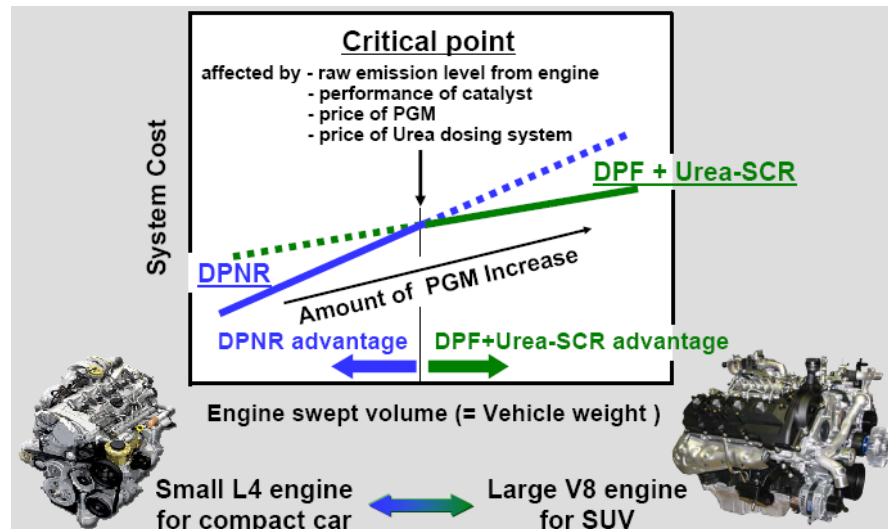 Critical point
affected by - raw emission level from engine
- performance of catalyst
- price of PGM
- price of Urea dosing system
System Cost
DPF + Urea-SCR
DPNR
Amount of PGM Increase
DPNR advantage
DPF+Urea-SCR advantage
Engine swept volume (= Vehicle weight )
Small L4 engine
for compact car
Large V8 engine
for SUV